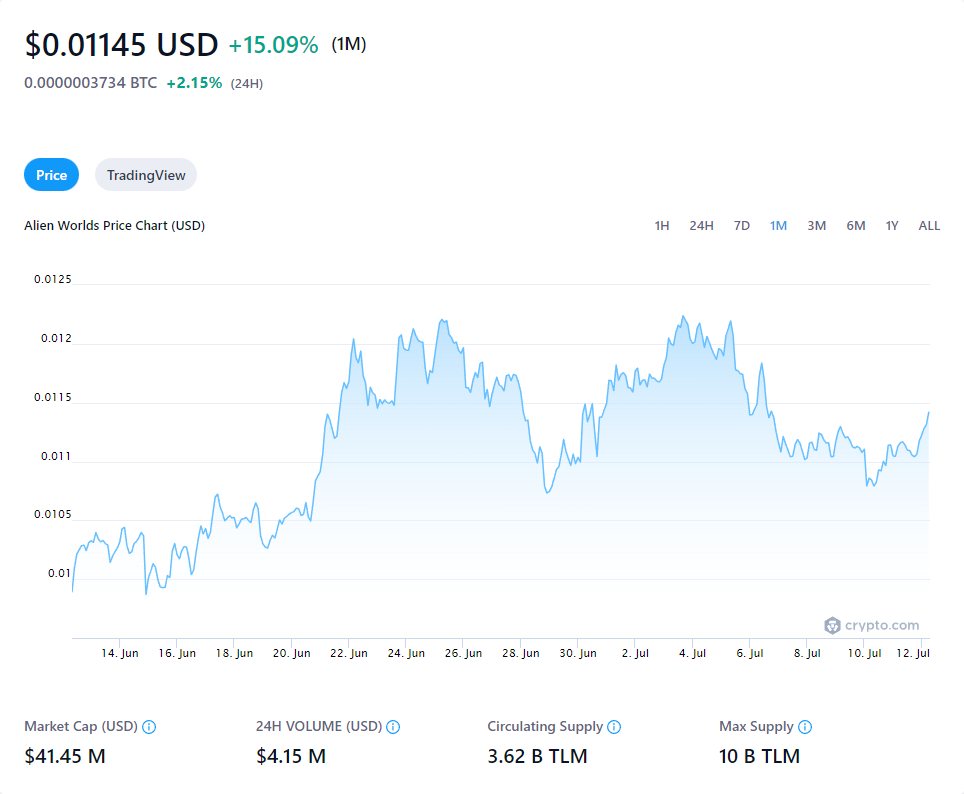 $0.01145 USD +15.09% (1M)
0.0000003734 BTC +2.15% (24H)
Price TradingView
Alien Worlds Price Chart (USD) 1H 24H 7D 1M 3M 6M 1Y ALL
0.0125
0.012
0.0115
0.011
0.0105
0.01
crypto.com
14. Jun 16. Jun 18. Jun 20. Jun 22. Jun 24. Jun 26. Jun 28. Jun 30. Jun 2. Jul 4. Jul 6. Jul 8. Jul 10. Jul 12. Jul
Market Cap (USD) 24H VOLUME (USD) Circulating Supply Max Supply
$41.45 M $4.15 M 3.62 B TLM 10 B TLM